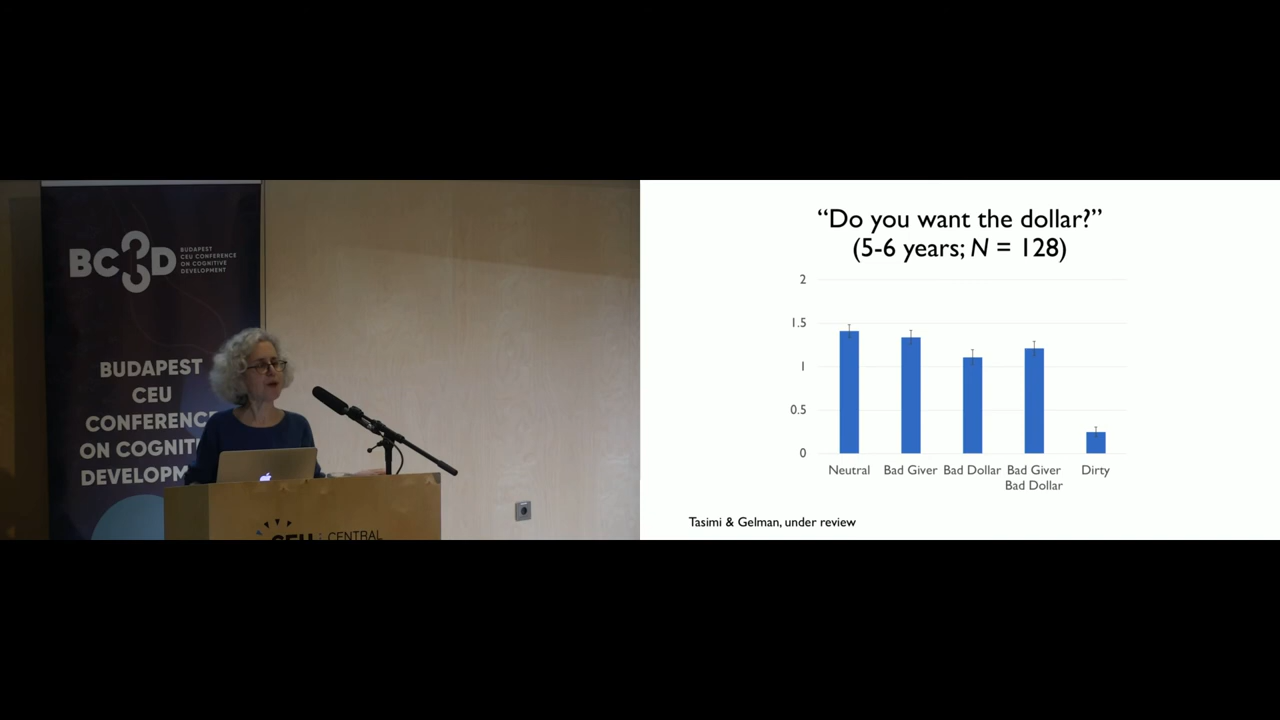 BC3D
BUDAPEST
CEU CONFERENCE
ON COGNITIVE
DEVELOPMENT
BUDAPEST
CEU
CONFERENC
ON COGNIT
DEVELOPM
CEU
CENTRAL
“Do you want the dollar?”
(5-6 years; N = 128)
2
1.5
1
0.5
0
Neutral
Bad Giver
Bad Dollar
Bad Giver
Bad Dollar
Dirty
Tasimi & Gelman, under review